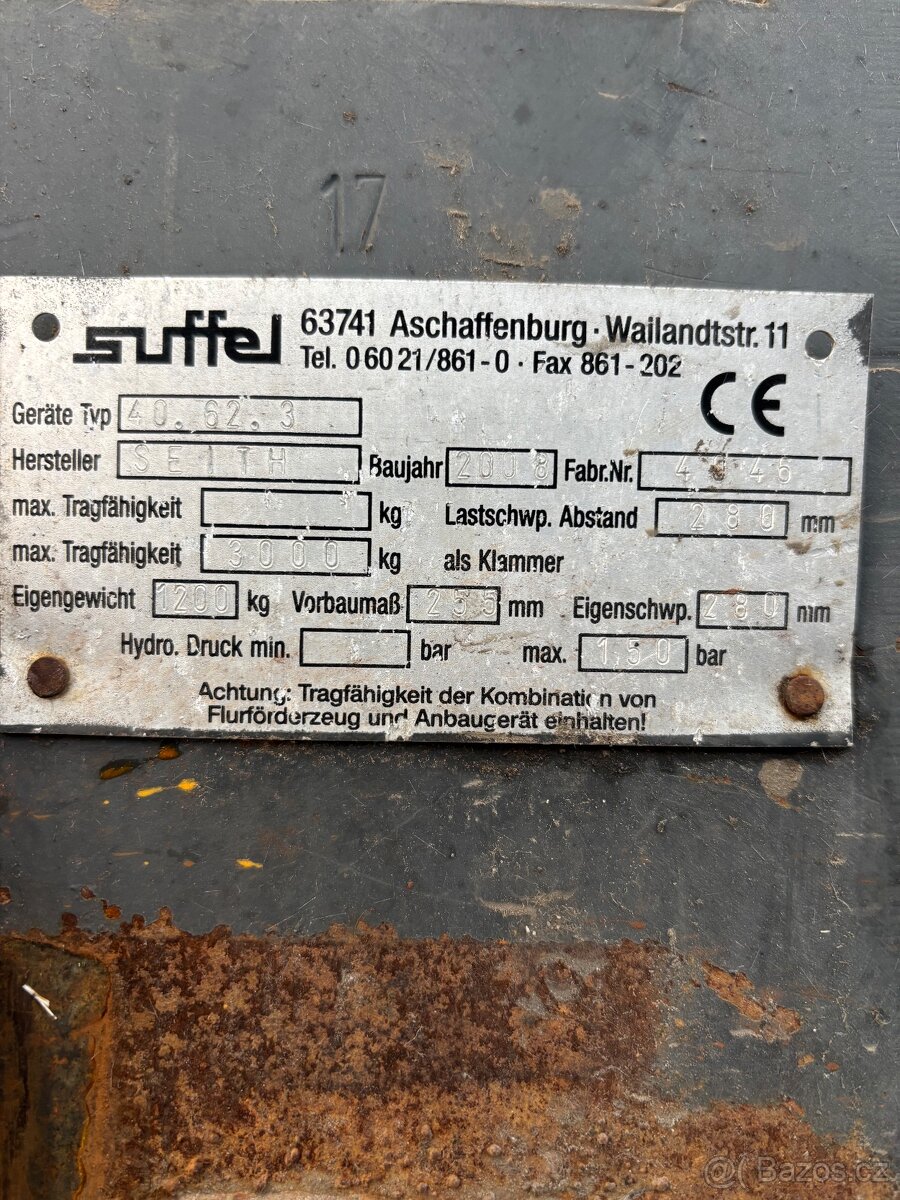 17
suffel 63741 Aschaffenburg · Wailandtstr. 11
Tel. 0 60 21/861-0 · Fax 861-202
CE
Geräte Typ 40.62.3
Hersteller SEITH Baujahr 2008 Fabr.Nr.
max. Tragfähigkeit kg Lastschwp. Abstand 280 mm
max. Tragfähigkeit 3000 kg als Klammer
Eigengewicht 1200 kg Vorbaumaß 255 mm Eigenschwp. 280 mm
Hydro. Druck min. bar max. 150 bar
Achtung: Tragfähigkeit der Kombination von
Flurförderzeug und Anbaugerät einhalten!
Bazos.cz